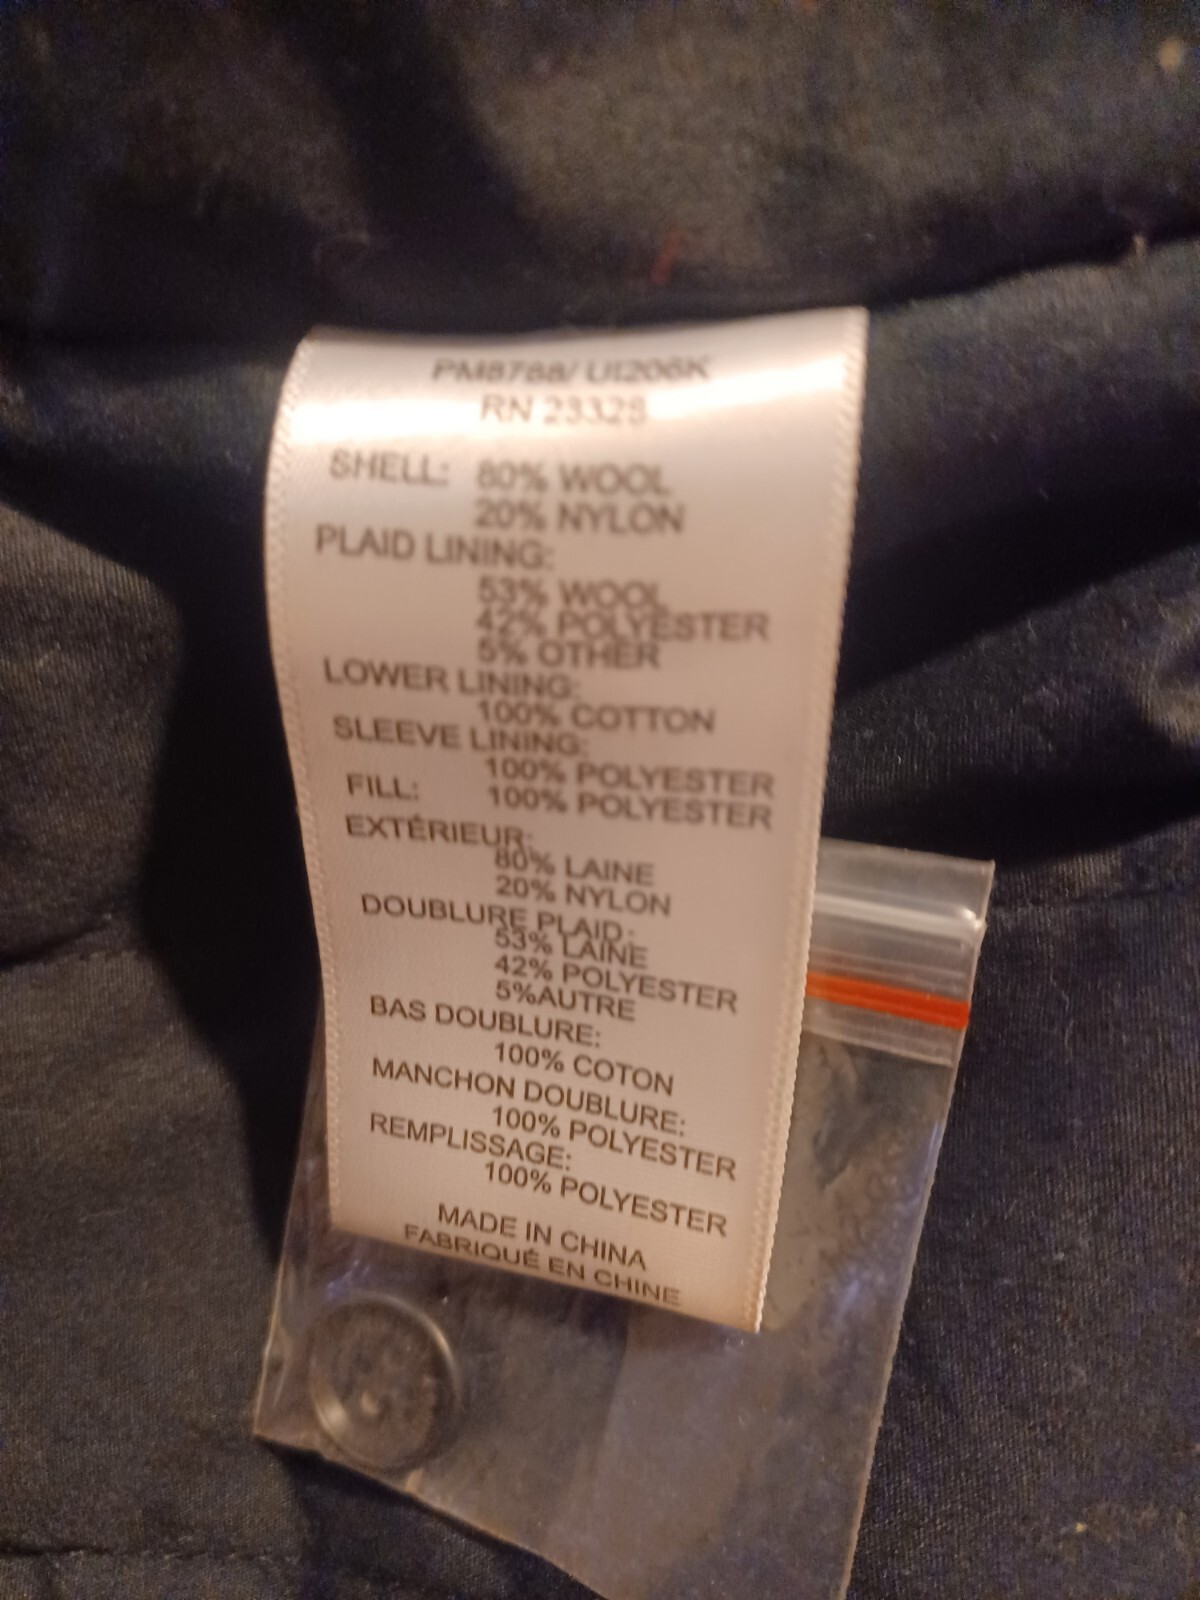 PM8788/ UI206K
RN 23328
SHELL: 80% WOOL
20% NYLON
PLAID LINING:
53% WOOL
42% POLYESTER
5% OTHER
LOWER LINING:
100% COTTON
SLEEVE LINING:
100% POLYESTER
FILL: 100% POLYESTER
EXTÉRIEUR:
80% LAINE
20% NYLON
DOUBLURE PLAID:
53% LAINE
42% POLYESTER
5%AUTRE
BAS DOUBLURE:
100% COTON
MANCHON DOUBLURE:
100% POLYESTER
REMPLISSAGE:
100% POLYESTER
MADE IN CHINA
FABRIQUÉ EN CHINE